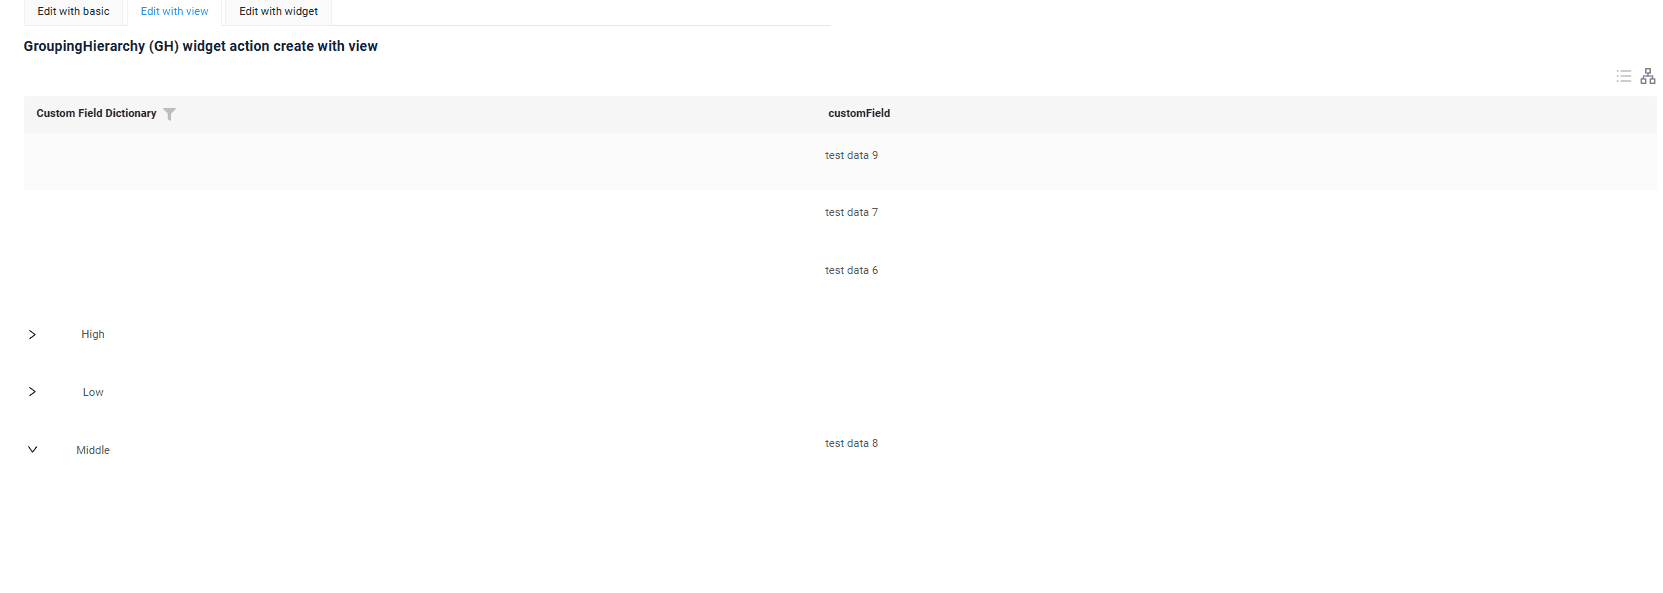 Edit with basic Edit with view Edit with widget
GroupingHierarchy (GH) widget action create with view
Custom Field Dictionary customField
test data 9
test data 7
test data 6
High
Low
Middle test data 8